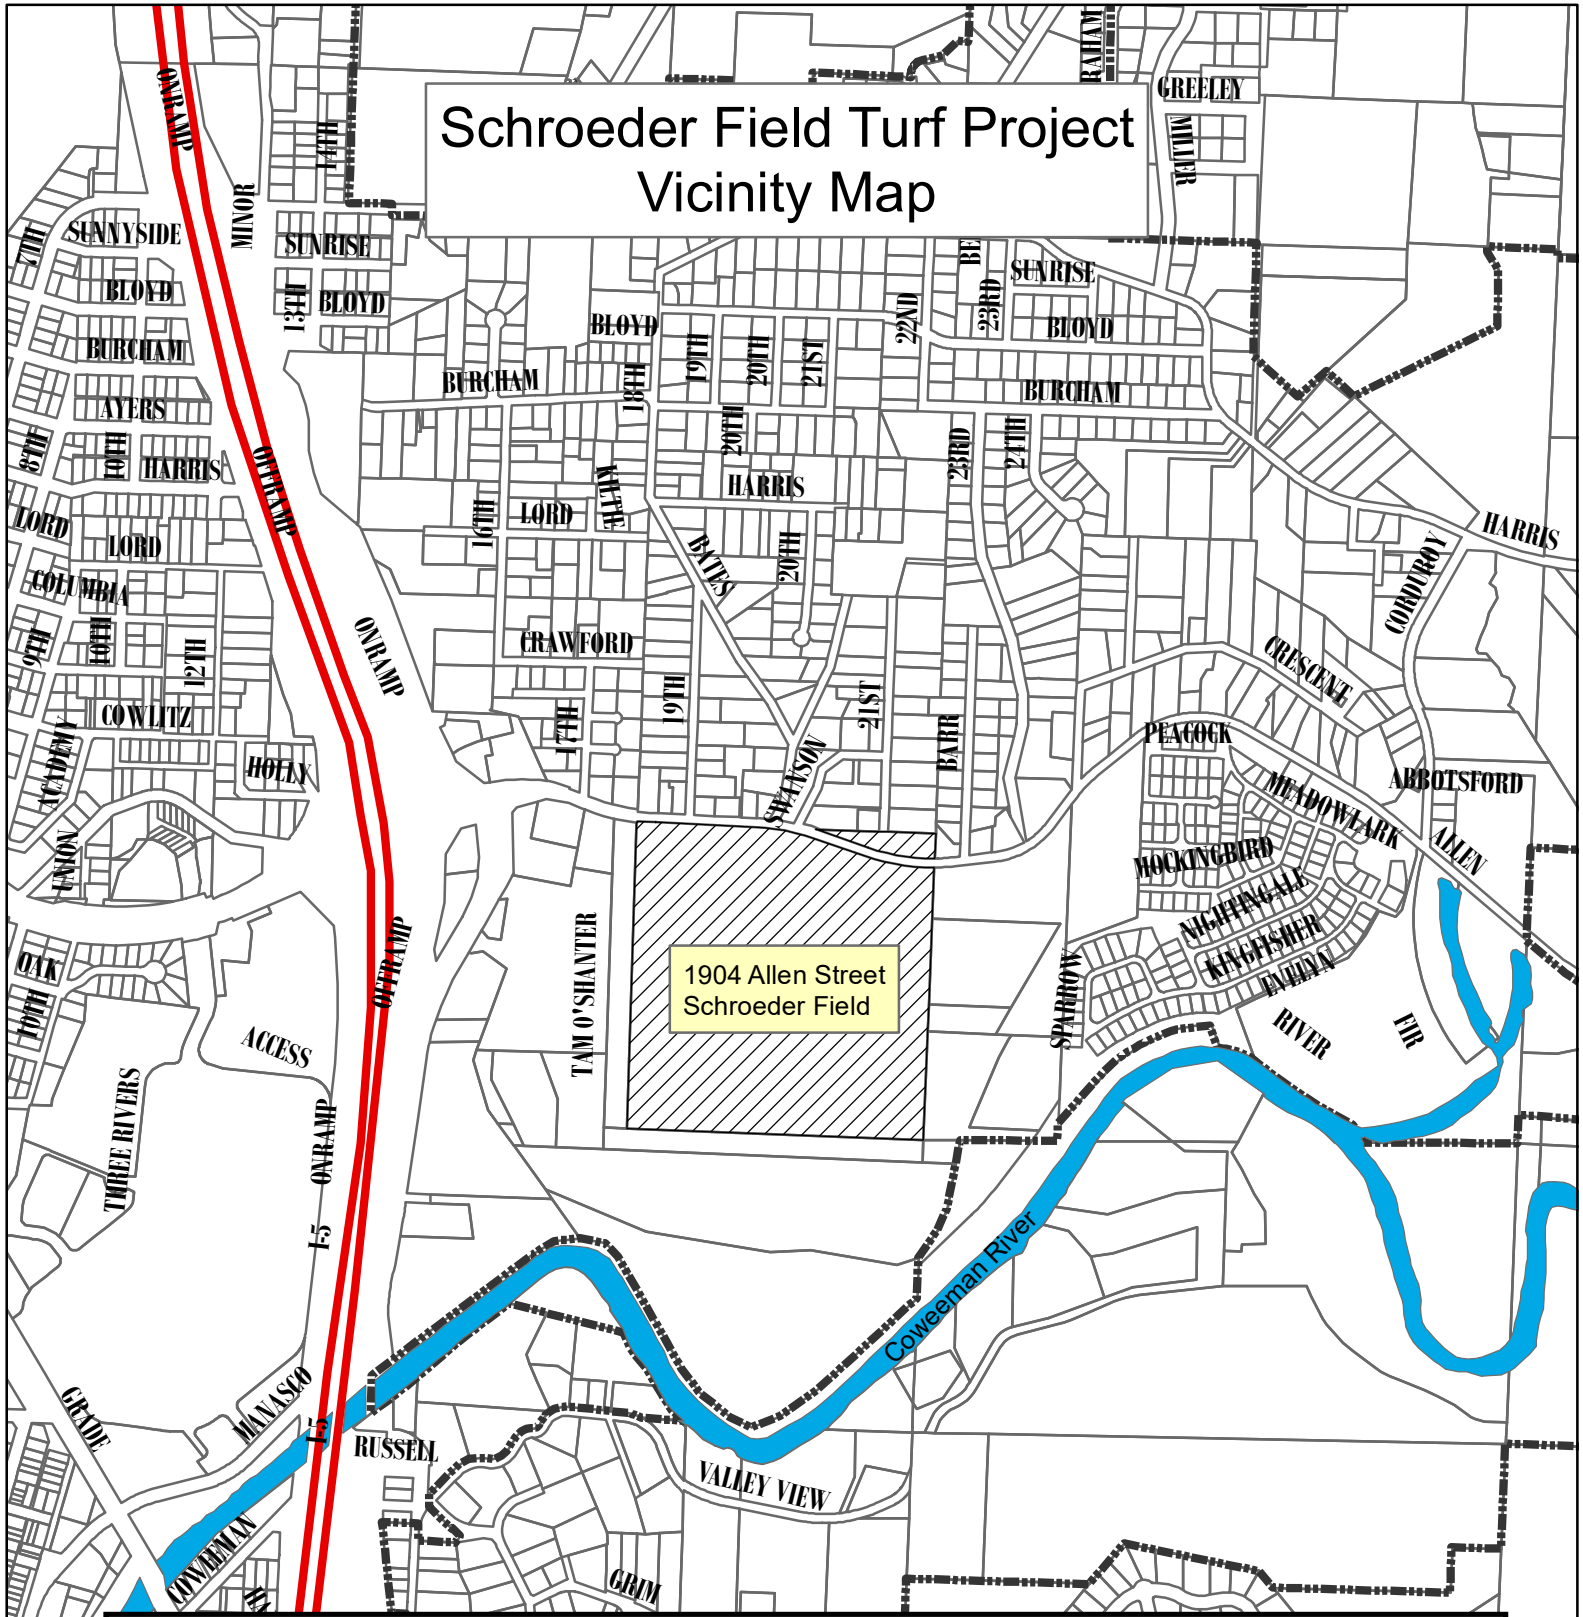 Schroeder Field Turf Project
Vicinity Map
ONRAMP
14TH
MINOR
RAHAM
GREELEY
MILLER
7TH
SUNNYSIDE
SUNRISE
BE
SUNRISE
BLOYD
13TH
BLOYD
BLOYD
22ND
23RD
BLOYD
BURCHAM
19TH
20TH
21ST
BURCHAM
18TH
BURCHAM
AYERS
8TH
10TH
HARRIS
OFFRAMP
20TH
23RD
24TH
KILTIE
HARRIS
LORD
LORD
16TH
LORD
BATES
20TH
CORDUROY
HARRIS
COLUMBIA
9TH
10TH
12TH
ONRAMP
CRAWFORD
CRESCENT
COWLITZ
17TH
19TH
21ST
BARR
PEACOCK
ACADEMY
HOLLY
SWANSON
MEADOWLARK
ABBOTSFORD
UNION
MOCKINGBIRD
ALLEN
NIGHTINGALE
KINGFISHER
EVELYN
OAK
10TH
OFFRAMP
TAM O'SHANTER
1904 Allen Street
Schroeder Field
SPARROW
RIVER
FIR
ACCESS
THREE RIVERS
ONRAMP
I-5
Coweeman River
GRADE
MANASCO
I-5
RUSSELL
VALLEY VIEW
COWEEMAN
HA
GRIM